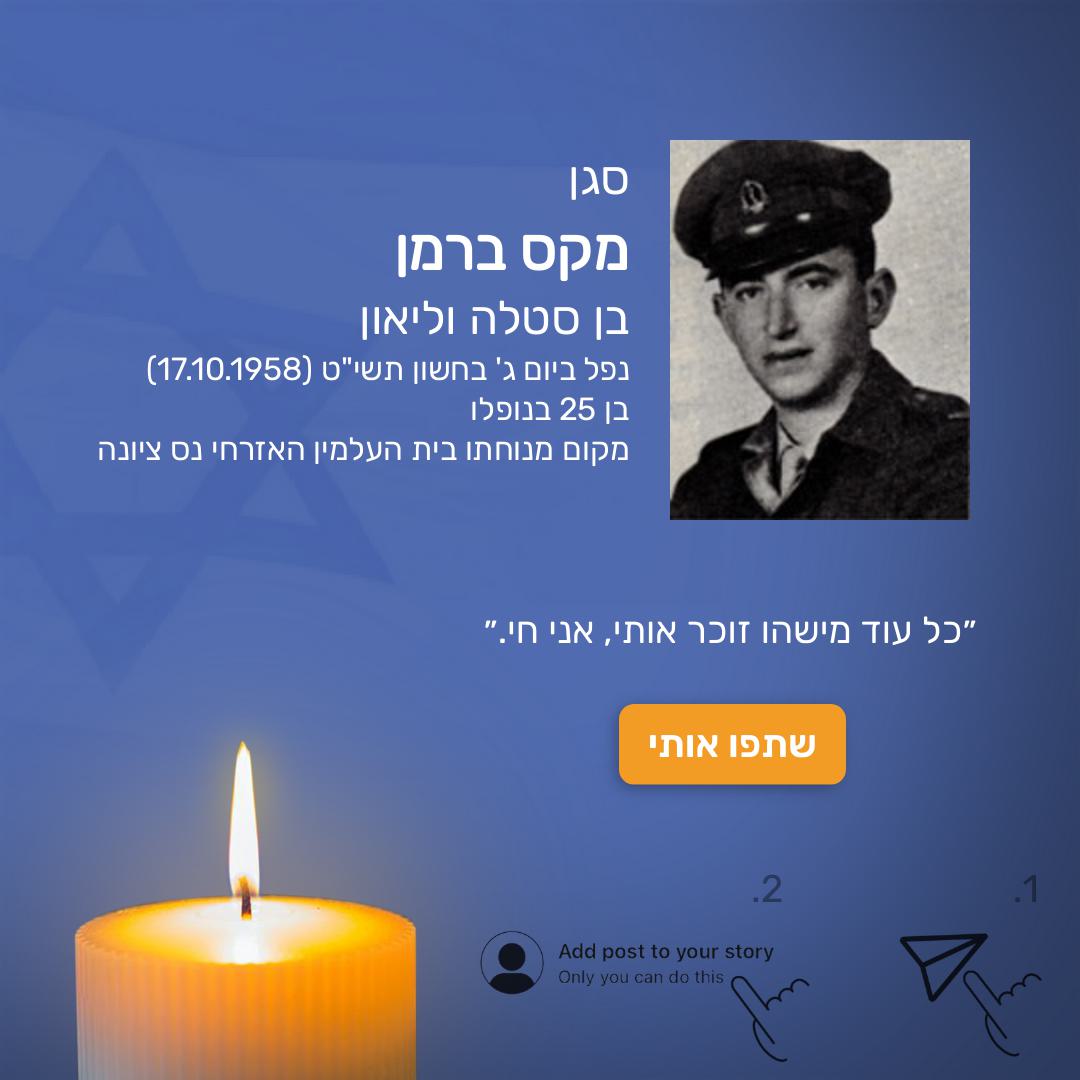 סגן
מקס ברמן
בן סטלה וליאון
נפל ביום ג' בחשון תשי"ט (17.10.1958)
בן 25 בנופלו
מקום מנוחתו בית העלמין האזרחי נס ציונה
״כל עוד מישהו זוכר אותי, אני חי.״
שתפו אותי
1.
2.
Add post to your story
Only you can do this